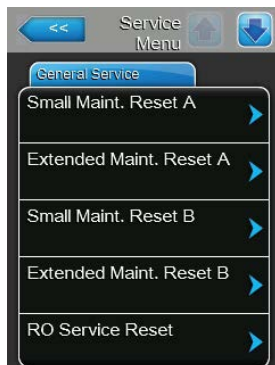 <<
Service
Menu
General Service
Small Maint. Reset A
Extended Maint. Reset A
Small Maint. Reset B
Extended Maint. Reset B
RO Service Reset